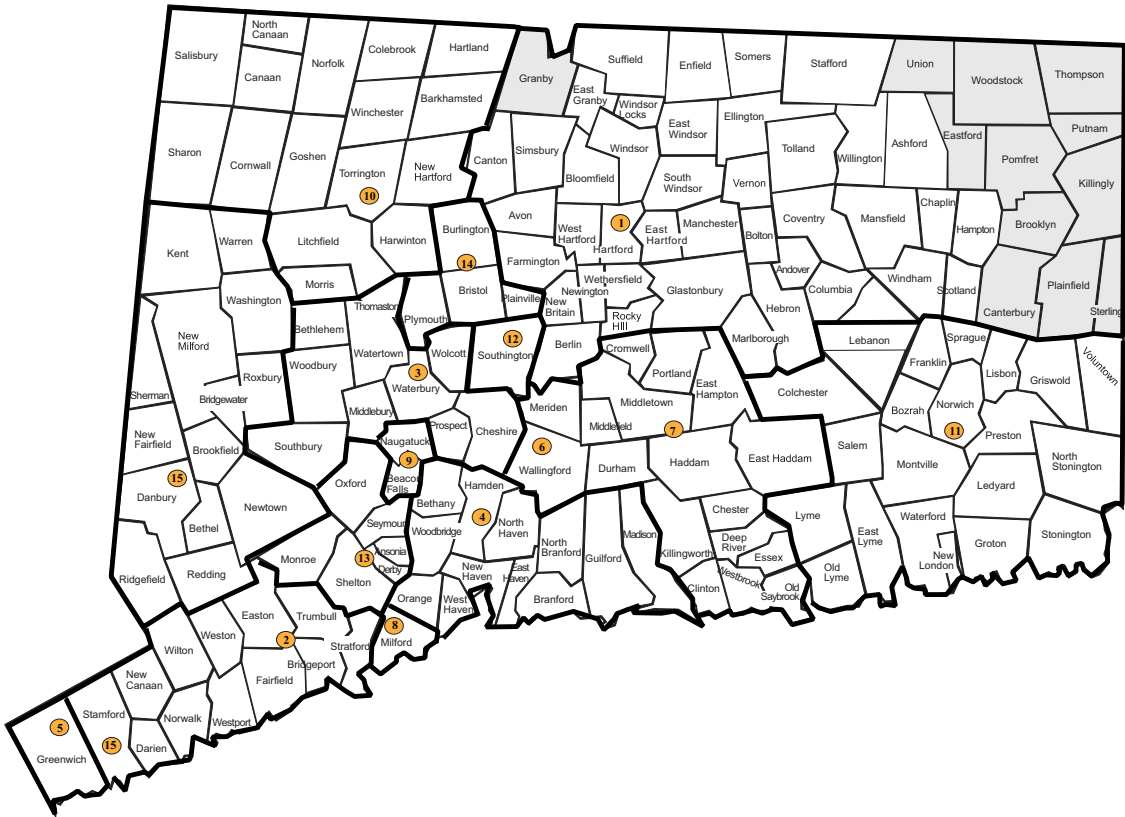 North
Canaan
Salisbury
Colebrook
Hartland
Norfolk
Canaan
Granby
Suffield
Enfield
Somers
Stafford
Union
Woodstock
Thompson
East
Granby
Barkhamsted
Winchester
Windsor
Locks
East
Windsor
Ellington
Putnam
Sharon
Cornwall
Goshen
Torrington
New
Hartford
Canton
Simsbury
Windsor
Bloomfield
South
Windsor
Vernon
Tolland
Willington
Ashford
Eastford
Pomfret
Killingly
10
Avon
West
Hartford
1
Hartford
East
Hartford
Manchester
Bolton
Coventry
Mansfield
Chaplin
Hampton
Brooklyn
Kent
Warren
Litchfield
Harwinton
Burlington
14
Farmington
Wethersfield
Newington
Glastonbury
Andover
Columbia
Windham
Scotland
Canterbury
Plainfield
Sterling
Morris
Washington
Bristol
Plainville
New
Britain
Rocky
HIll
Hebron
Thomaston
Plymouth
Bethlehem
New
Milford
Watertown
Wolcott
12
Southington
Berlin
Cromwell
Marlborough
Lebanon
Sprague
Franklin
Lisbon
Griswold
Voluntown
Woodbury
Roxbury
3
Waterbury
Portland
East
Hampton
Colchester
Sherman
Bridgewater
Middlebury
Meriden
Middletown
Middlefield
7
Bozrah
Norwich
11
Preston
New
Fairfield
Brookfield
Southbury
Naugatuck
9
Prospect
Cheshire
6
Wallingford
Durham
Haddam
East Haddam
Salem
Montville
North
Stonington
15
Danbury
Oxford
Beacon
Falls
Hamden
Ledyard
Bethel
Newtown
Seymour
Bethany
Woodbridge
4
North
Haven
North
Branford
Guilford
Madison
Killingworth
Chester
Deep
River
Essex
Lyme
East
Lyme
Waterford
New
London
Groton
Stonington
Ridgefield
Redding
Monroe
13
Ansonia
Derby
Shelton
New
Haven
East
Haven
Orange
West
Haven
Branford
Clinton
Westbrook
Old
Saybrook
Old
Lyme
Easton
Trumbull
Weston
2
Stratford
8
Milford
Wilton
Bridgeport
Fairfield
New
Canaan
Stamford
Norwalk
Westport
5
Greenwich
15
Darien